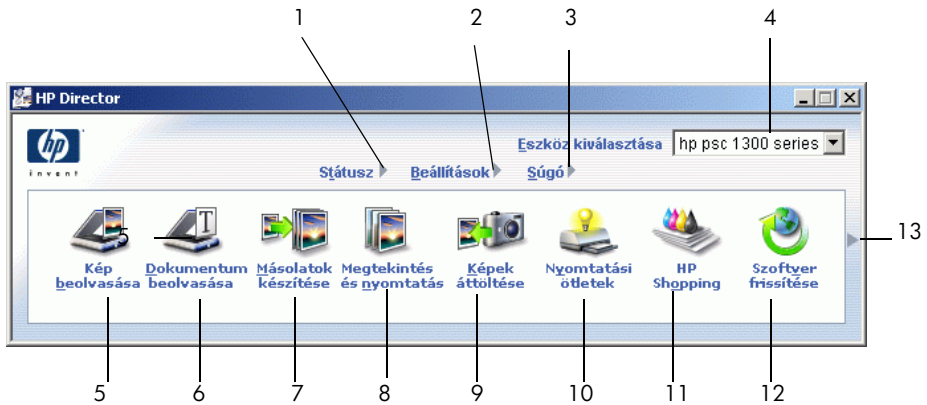 1 2 3 4
HP Director
hp
invent
Eszköz kiválasztása hp psc 1300 series
Státusz Beállítások Súgó
13
5
T
Kép beolvasása
Dokumentum beolvasása
Másolatok készítése
Megtekintés és nyomtatás
Képek áttöltése
Nyomtatási ötletek
HP Shopping
Szoftver frissítése
5 6 7 8 9 10 11 12